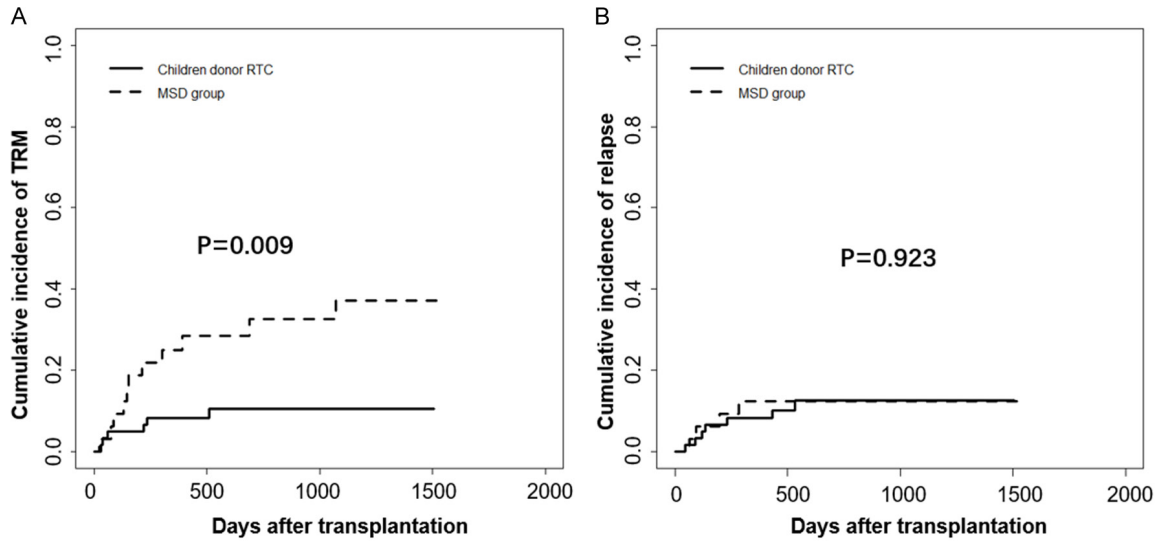 A
Cumulative incidence of TRM
1.0
0.8
0.6
0.4
0.2
0.0
Children donor RTC
MSD group
P=0.009
0 500 1000 1500 2000
Days after transplantation
B
Cumulative incidence of relapse
1.0
0.8
0.6
0.4
0.2
0.0
Children donor RTC
MSD group
P=0.923
0 500 1000 1500 2000
Days after transplantation